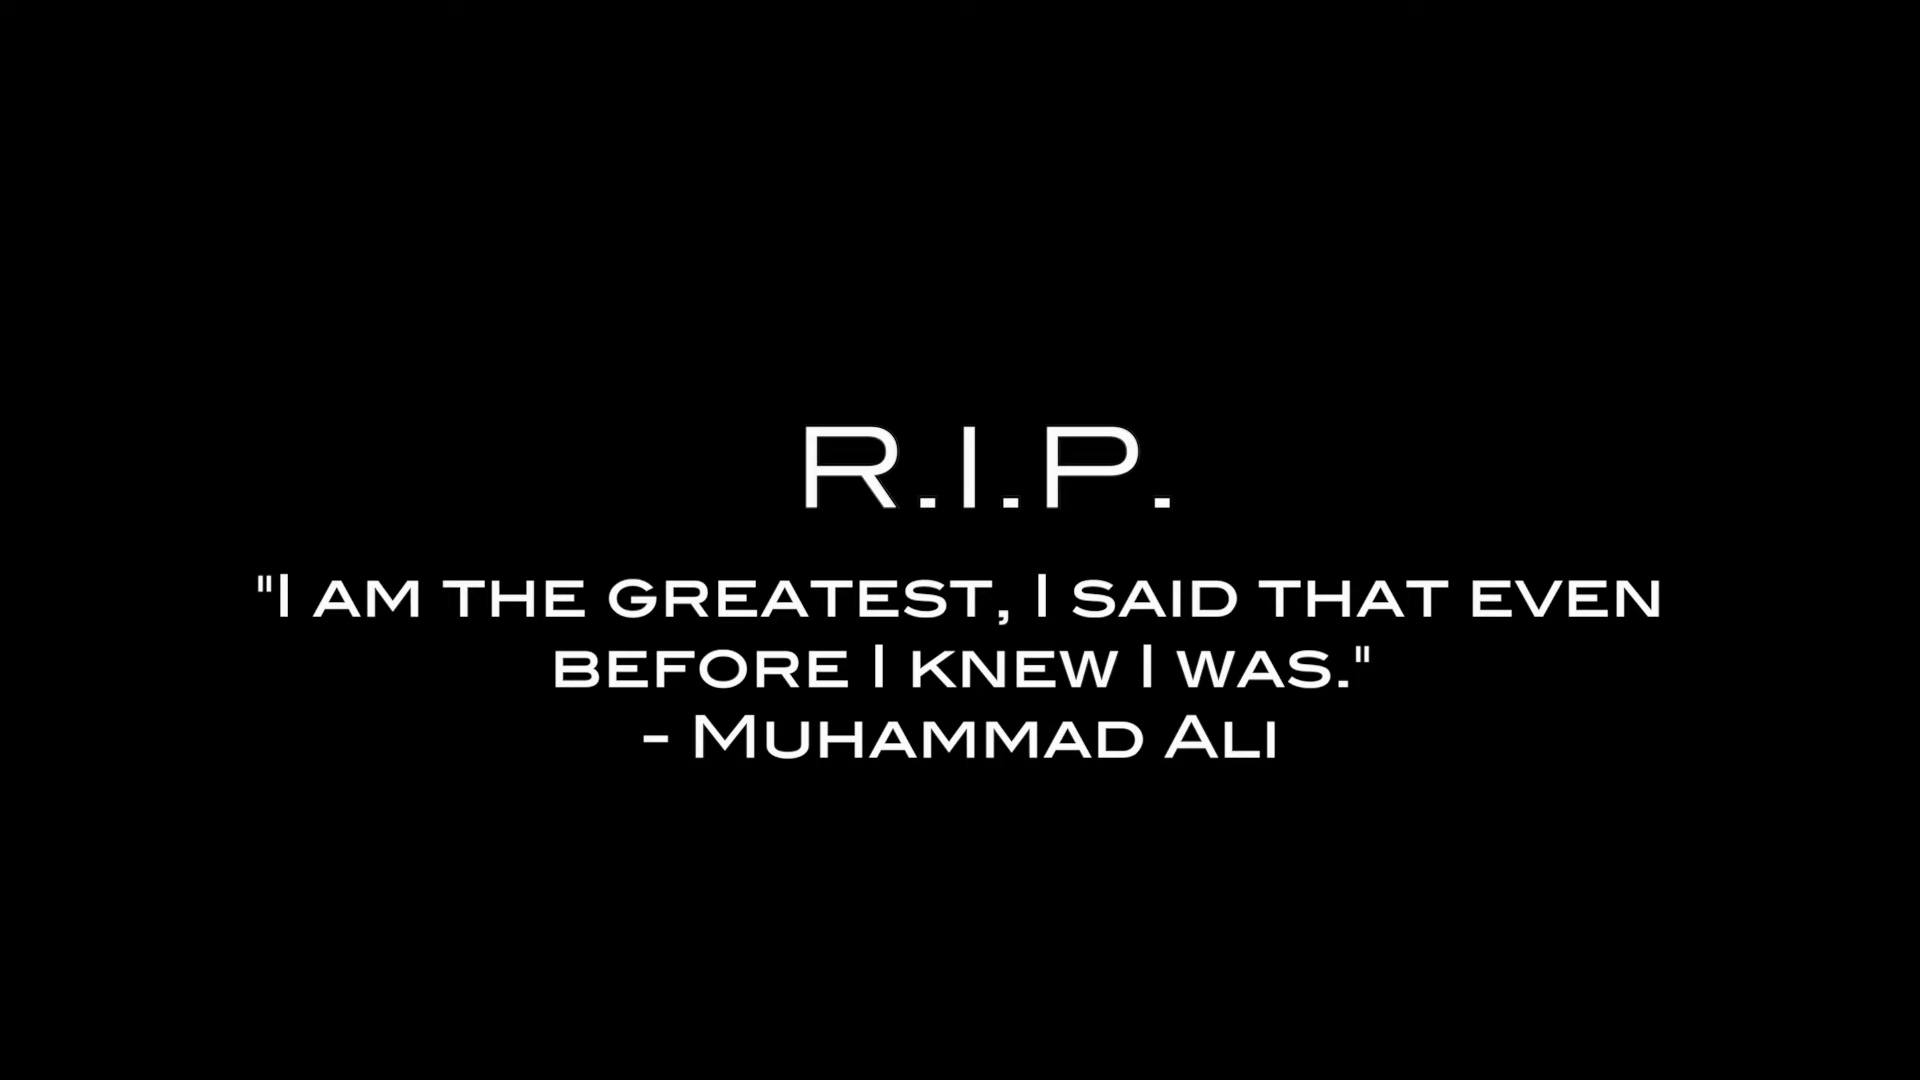 R.I.P.
"I am the greatest, I said that even
before I knew I was."
- Muhammad Ali